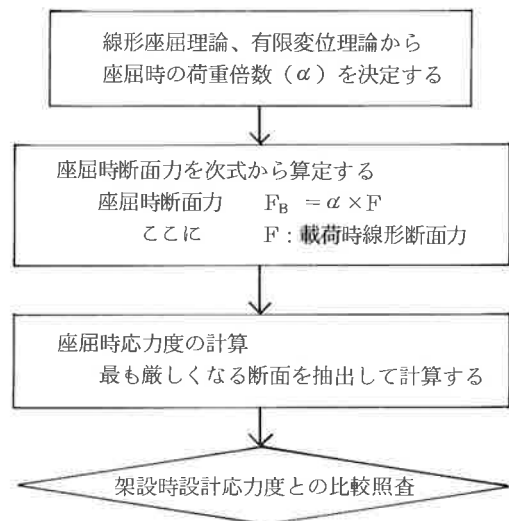 線形座屈理論、有限変位理論から
座屈時の荷重倍数(α)を決定する
座屈時断面力を次式から算定する
座屈時断面力 F_B = α × F
ここに F:載荷時線形断面力
座屈時応力度の計算
最も厳しくなる断面を抽出して計算する
架設時設計応力度との比較照査